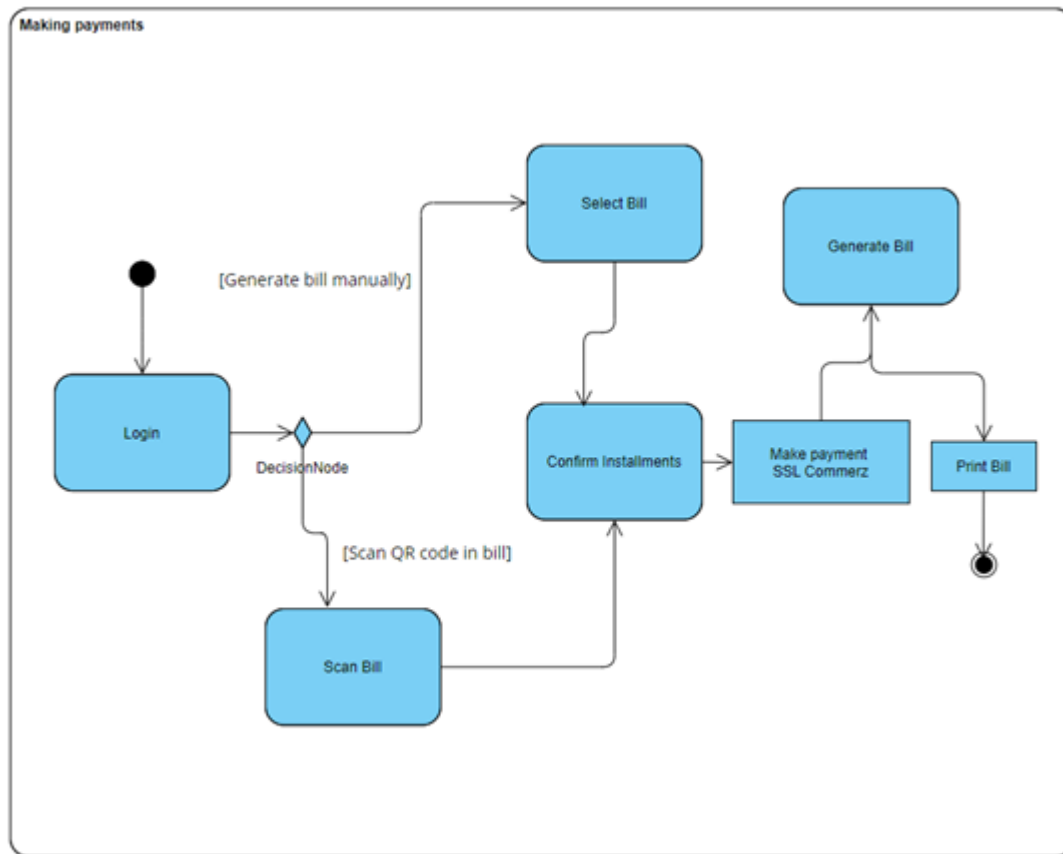 Making payments
Select Bill
Generate Bill
[Generate bill manually]
Login
DecisionNode
Confirm Installments
Make payment
SSL Commerz
Print Bill
[Scan QR code in bill]
Scan Bill